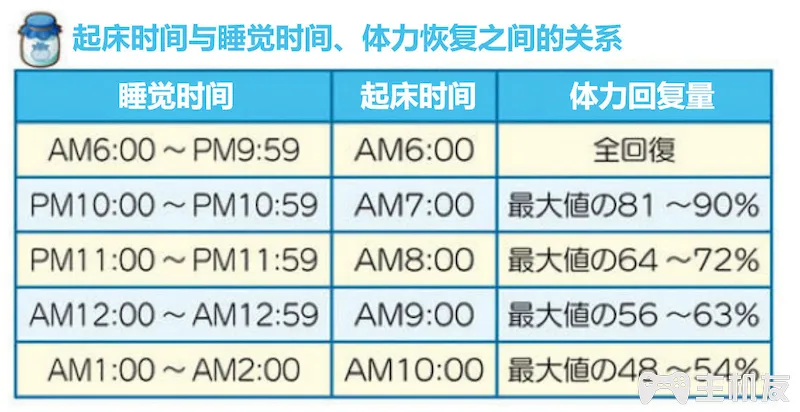 起床时间与睡觉时间、体力恢复之间的关系
睡觉时间 起床时间 体力回复量
AM6:00～PM9:59 AM6:00 全回復
PM10:00～PM10:59 AM7:00 最大値の81～90%
PM11:00～PM11:59 AM8:00 最大値の64～72%
AM12:00～AM12:59 AM9:00 最大値の56～63%
AM1:00～AM2:00 AM10:00 最大値の48～54%
主机友